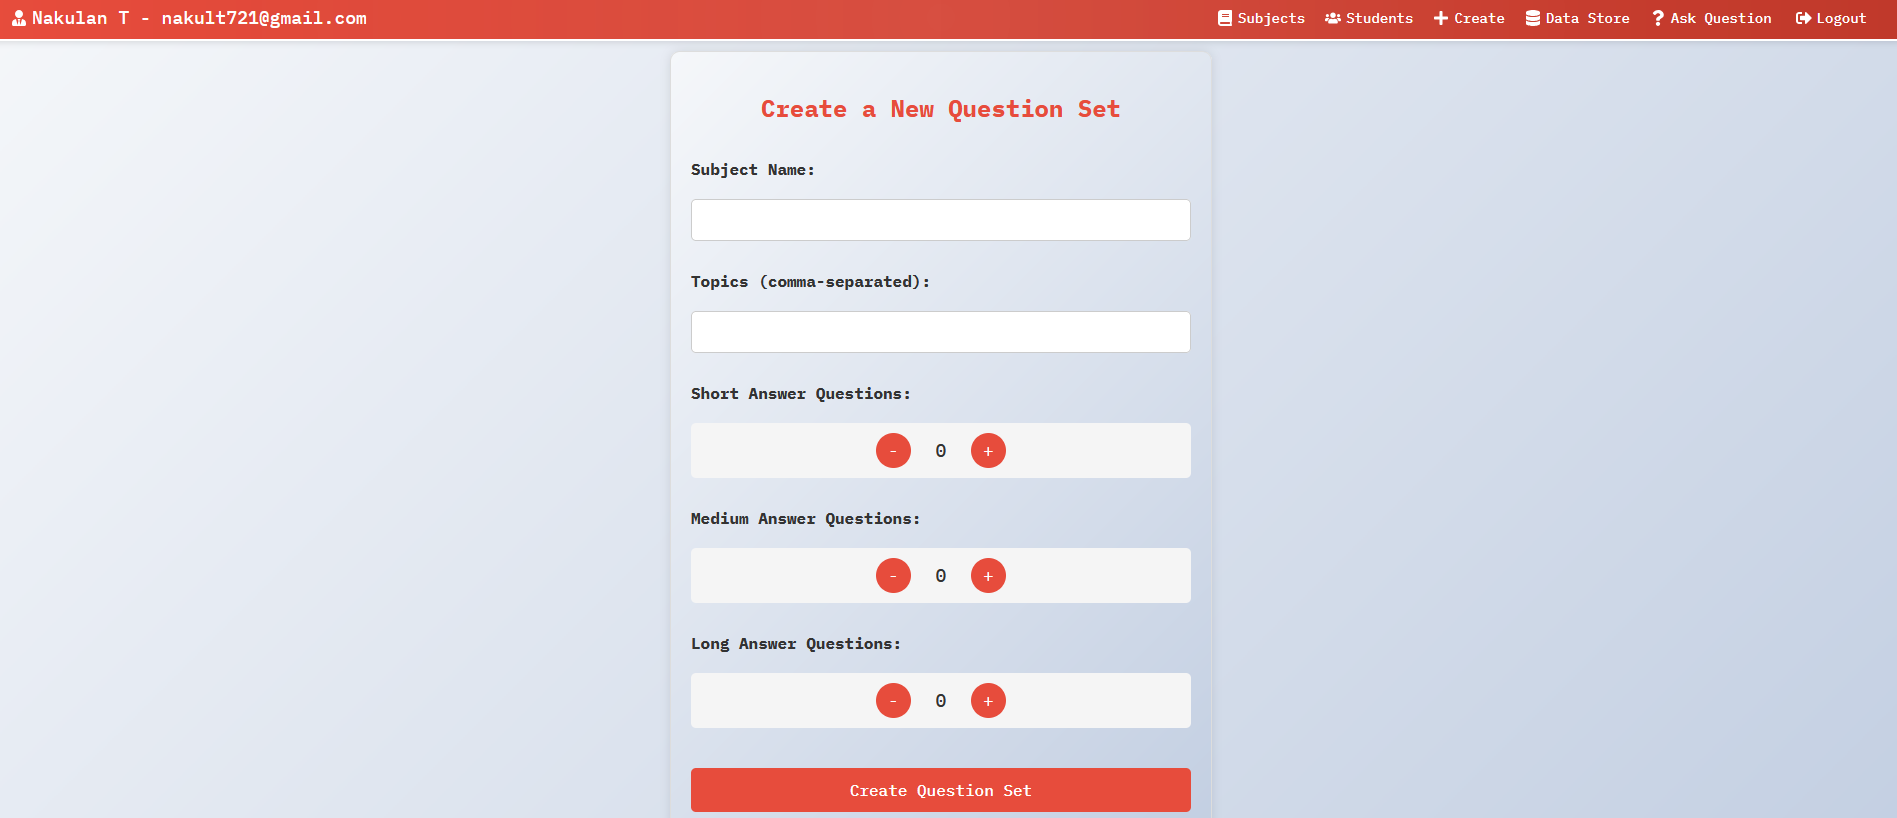 Nakulan T - nakult721@gmail.com
Subjects Students Create Data Store Ask Question Logout
Create a New Question Set
Subject Name:
Topics (comma-separated):
Short Answer Questions:
- 0 +
Medium Answer Questions:
- 0 +
Long Answer Questions:
- 0 +
Create Question Set